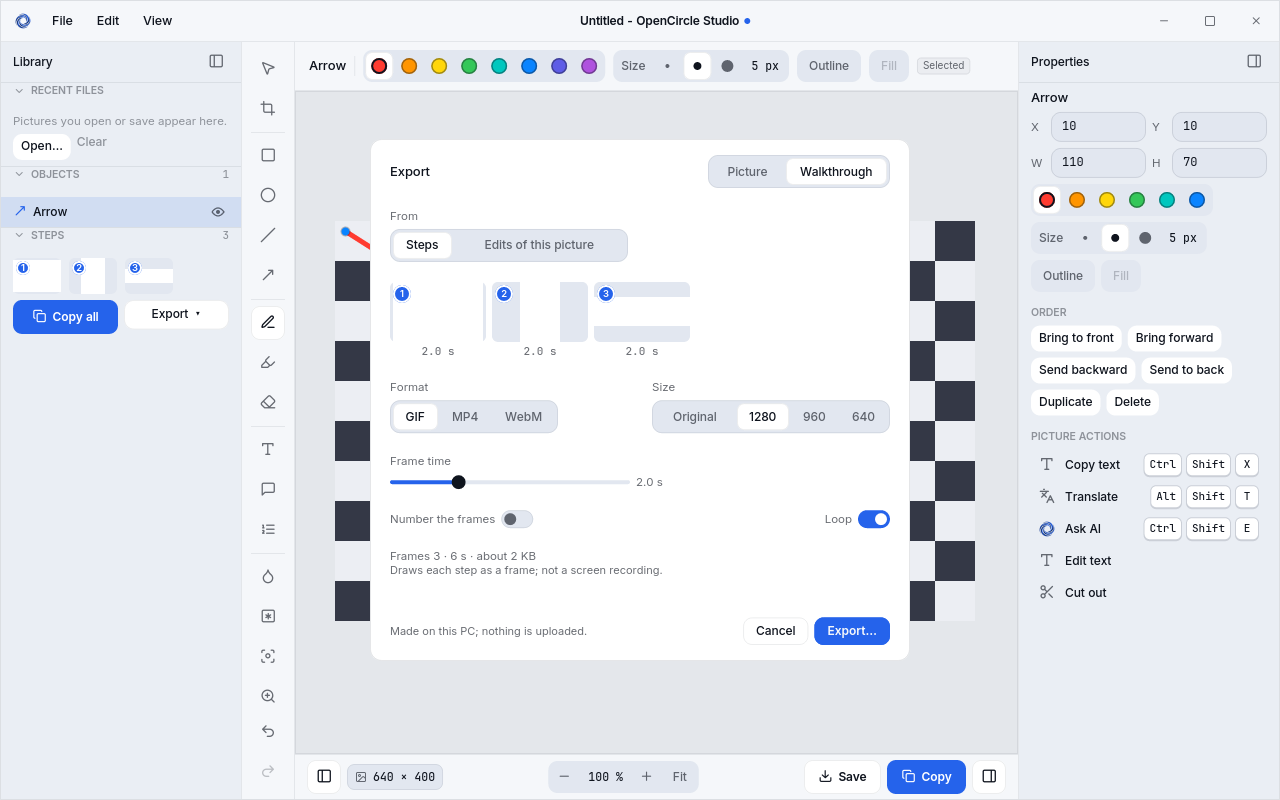 File Edit View
Untitled - OpenCircle Studio
Library
RECENT FILES
Pictures you open or save appear here.
Open... Clear
OBJECTS 1
Arrow
STEPS 3
1 2 3
Copy all Export
Arrow Size 5 px Outline Fill Selected
Export Picture Walkthrough
From
Steps Edits of this picture
1 2 3
2.0 s 2.0 s 2.0 s
Format Size
GIF MP4 WebM Original 1280 960 640
Frame time
2.0 s
Number the frames Loop
Frames 3 · 6 s · about 2 KB
Draws each step as a frame; not a screen recording.
Made on this PC; nothing is uploaded. Cancel Export...
640 × 400 100 % Fit Save Copy
Properties
Arrow
X 10 Y 10
W 110 H 70
Size 5 px
Outline Fill
ORDER
Bring to front Bring forward
Send backward Send to back
Duplicate Delete
PICTURE ACTIONS
Copy text Ctrl Shift X
Translate Alt Shift T
Ask AI Ctrl Shift E
Edit text
Cut out